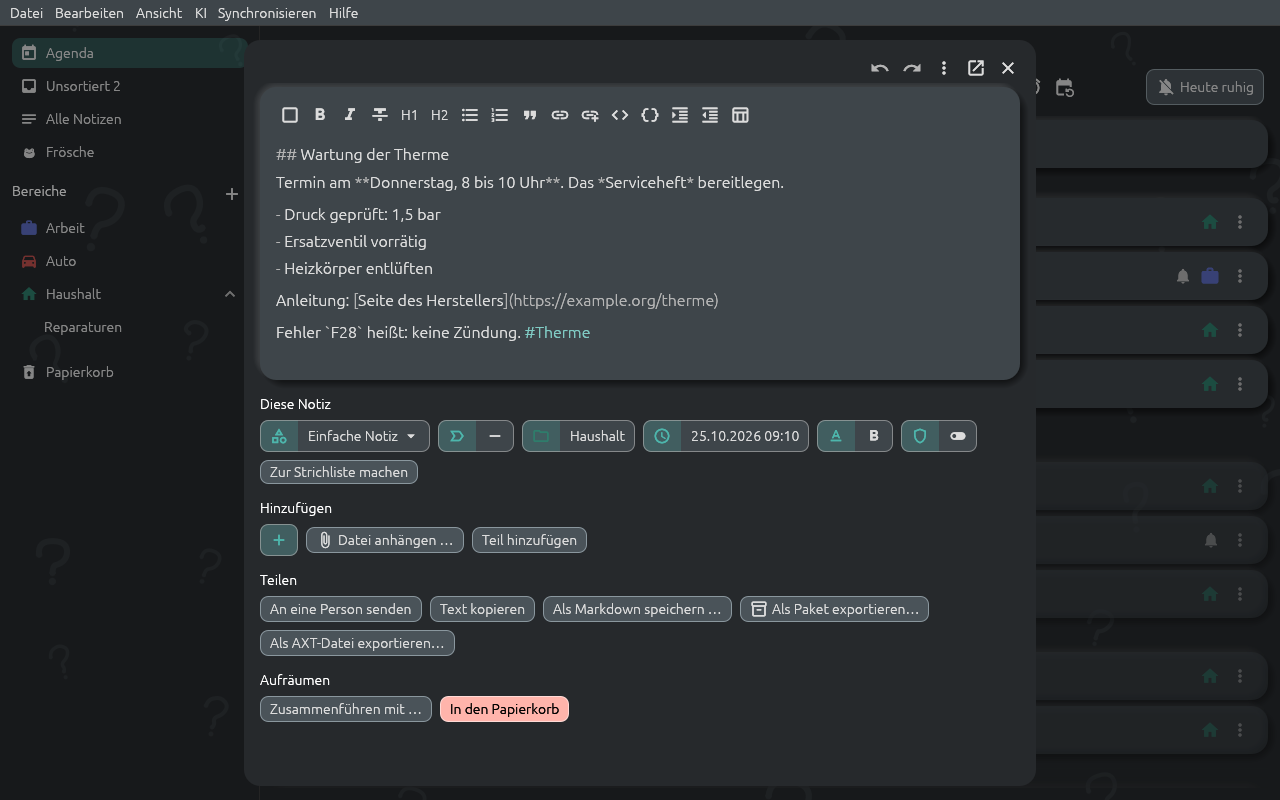 Datei Bearbeiten Ansicht KI Synchronisieren Hilfe
Agenda
Unsortiert 2
Alle Notizen
Frösche
Bereiche
Arbeit
Auto
Haushalt
Reparaturen
Papierkorb
Heute ruhig
B I S H1 H2
## Wartung der Therme
Termin am **Donnerstag, 8 bis 10 Uhr**. Das *Serviceheft* bereitlegen.
- Druck geprüft: 1,5 bar
- Ersatzventil vorrätig
- Heizkörper entlüften
Anleitung: [Seite des Herstellers](https://example.org/therme)
Fehler `F28` heißt: keine Zündung. #Therme
Diese Notiz
Einfache Notiz Haushalt 25.10.2026 09:10 A B
Zur Strichliste machen
Hinzufügen
Datei anhängen … Teil hinzufügen
Teilen
An eine Person senden Text kopieren Als Markdown speichern … Als Paket exportieren…
Als AXT-Datei exportieren…
Aufräumen
Zusammenführen mit … In den Papierkorb